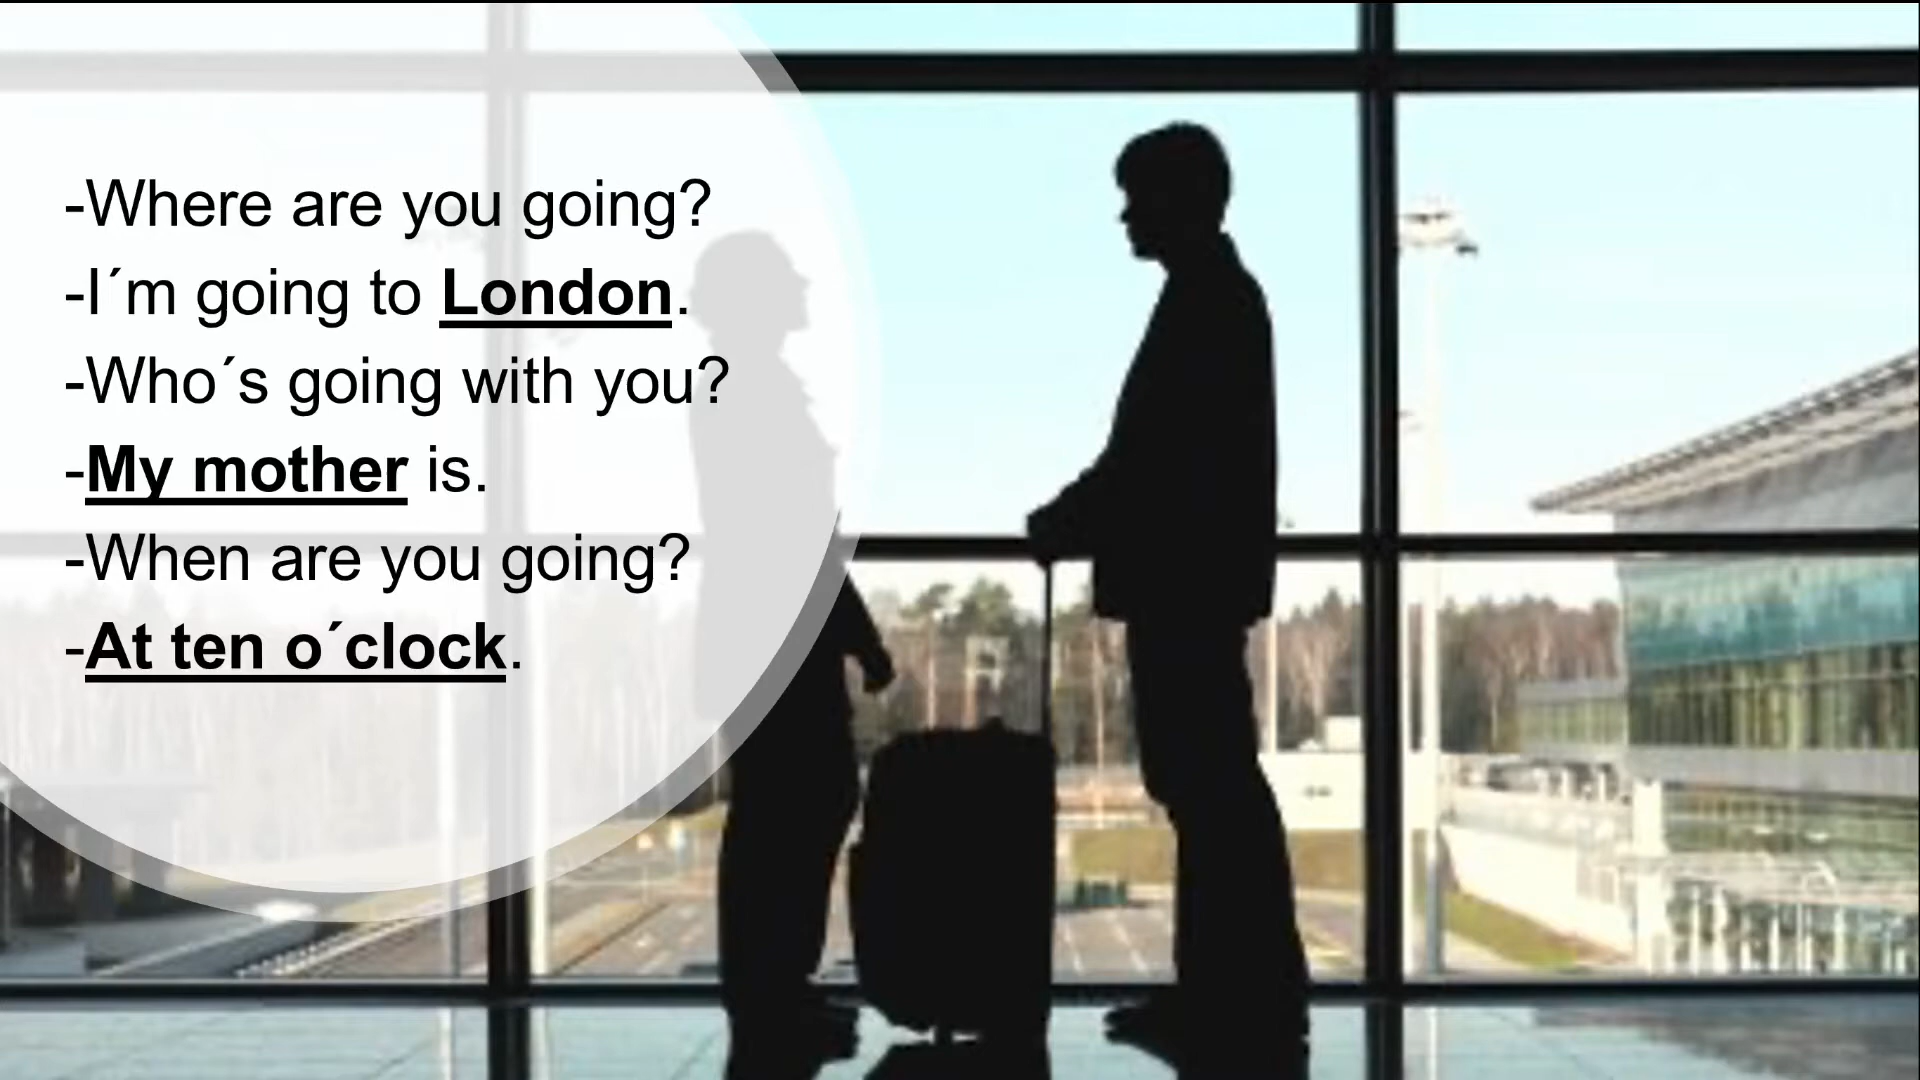 -Where are you going?
-I´m going to London.
-Who´s going with you?
-My mother is.
-When are you going?
-At ten o´clock.